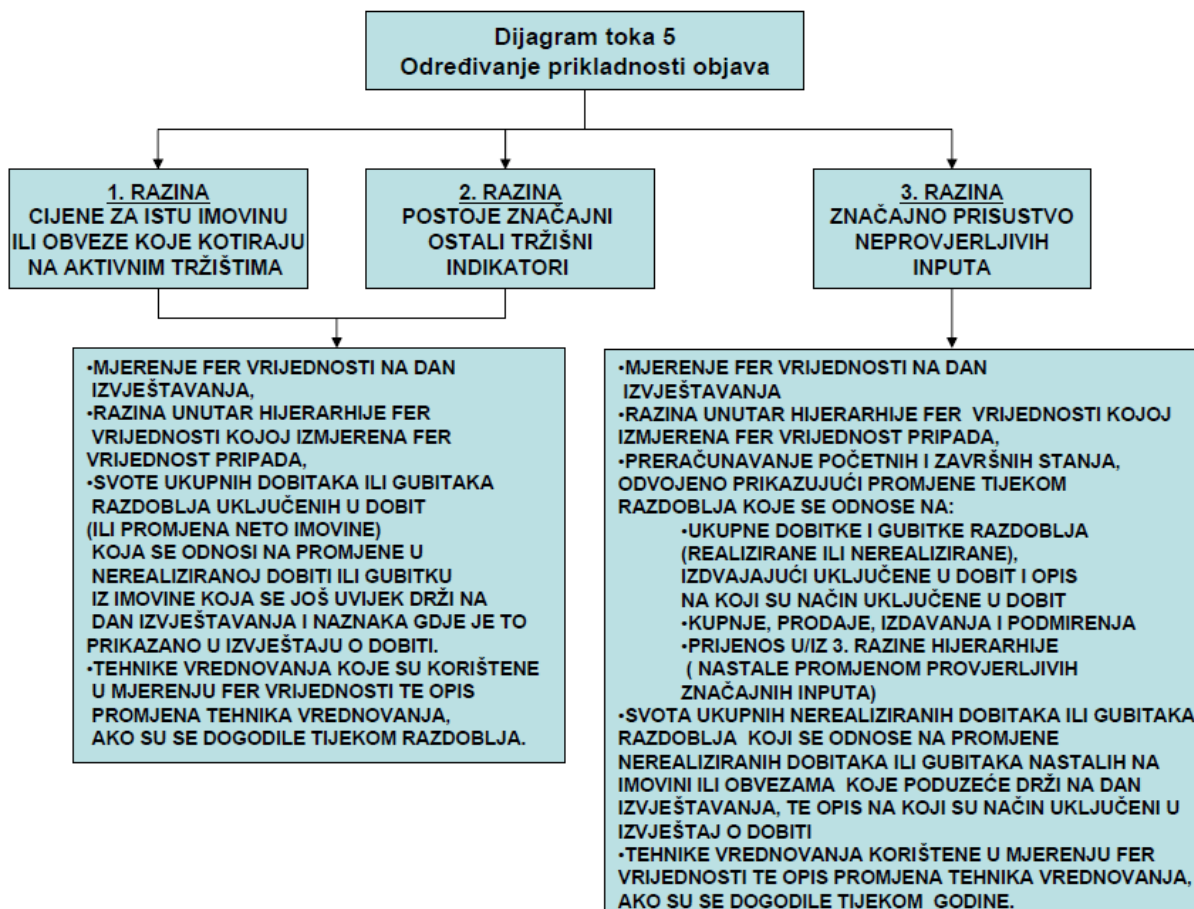 Dijagram toka 5
Određivanje prikladnosti objava
1. RAZINA
CIJENE ZA ISTU IMOVINU
ILI OBVEZE KOJE KOTIRAJU
NA AKTIVNIM TRŽIŠTIMA
2. RAZINA
POSTOJE ZNAČAJNI
OSTALI TRŽIŠNI
INDIKATORI
3. RAZINA
ZNAČAJNO PRISUSTVO
NEPROVJERLJIVIH
INPUTA
•MJERENJE FER VRIJEDNOSTI NA DAN
IZVJEŠTAVANJA,
•RAZINA UNUTAR HIJERARHIJE FER
VRIJEDNOSTI KOJOJ IZMJERENA FER
VRIJEDNOST PRIPADA,
•SVOTE UKUPNIH DOBITAKA ILI GUBITAKA
RAZDOBLJA UKLJUČENIH U DOBIT
(ILI PROMJENA NETO IMOVINE)
KOJA SE ODNOSI NA PROMJENE U
NEREALIZIRANOJ DOBITI ILI GUBITKU
IZ IMOVINE KOJA SE JOŠ UVIJEK DRŽI NA
DAN IZVJEŠTAVANJA I NAZNAKA GDJE JE TO
PRIKAZANO U IZVJEŠTAJU O DOBITI.
•TEHNIKE VREDNOVANJA KOJE SU KORIŠTENE
U MJERENJU FER VRIJEDNOSTI TE OPIS
PROMJENA TEHNIKA VREDNOVANJA,
AKO SU SE DOGODILE TIJEKOM RAZDOBLJA.
•MJERENJE FER VRIJEDNOSTI NA DAN
IZVJEŠTAVANJA
•RAZINA UNUTAR HIJERARHIJE FER VRIJEDNOSTI KOJOJ
IZMJERENA FER VRIJEDNOST PRIPADA,
•PRERAČUNAVANJE POČETNIH I ZAVRŠNIH STANJA,
ODVOJENO PRIKAZUJUĆI PROMJENE TIJEKOM
RAZDOBLJA KOJE SE ODNOSE NA:
•UKUPNE DOBITKE I GUBITKE RAZDOBLJA
(REALIZIRANE ILI NEREALIZIRANE),
IZDVAJAJUĆI UKLJUČENE U DOBIT I OPIS
NA KOJI SU NAČIN UKLJUČENE U DOBIT
•KUPNJE, PRODAJE, IZDAVANJA I PODMIRENJA
•PRIJENOS U/IZ 3. RAZINE HIJERARHIJE
( NASTALE PROMJENOM PROVJERLJIVIH
ZNAČAJNIH INPUTA)
•SVOTA UKUPNIH NEREALIZIRANIH DOBITAKA ILI GUBITAKA
RAZDOBLJA KOJI SE ODNOSE NA PROMJENE
NEREALIZIRANIH DOBITAKA ILI GUBITAKA NASTALIH NA
IMOVINI ILI OBVEZAMA KOJE PODUZEĆE DRŽI NA DAN
IZVJEŠTAVANJA, TE OPIS NA KOJI SU NAČIN UKLJUČENI U
IZVJEŠTAJ O DOBITI
•TEHNIKE VREDNOVANJA KORIŠTENE U MJERENJU FER
VRIJEDNOSTI TE OPIS PROMJENA TEHNIKA VREDNOVANJA,
AKO SU SE DOGODILE TIJEKOM GODINE.